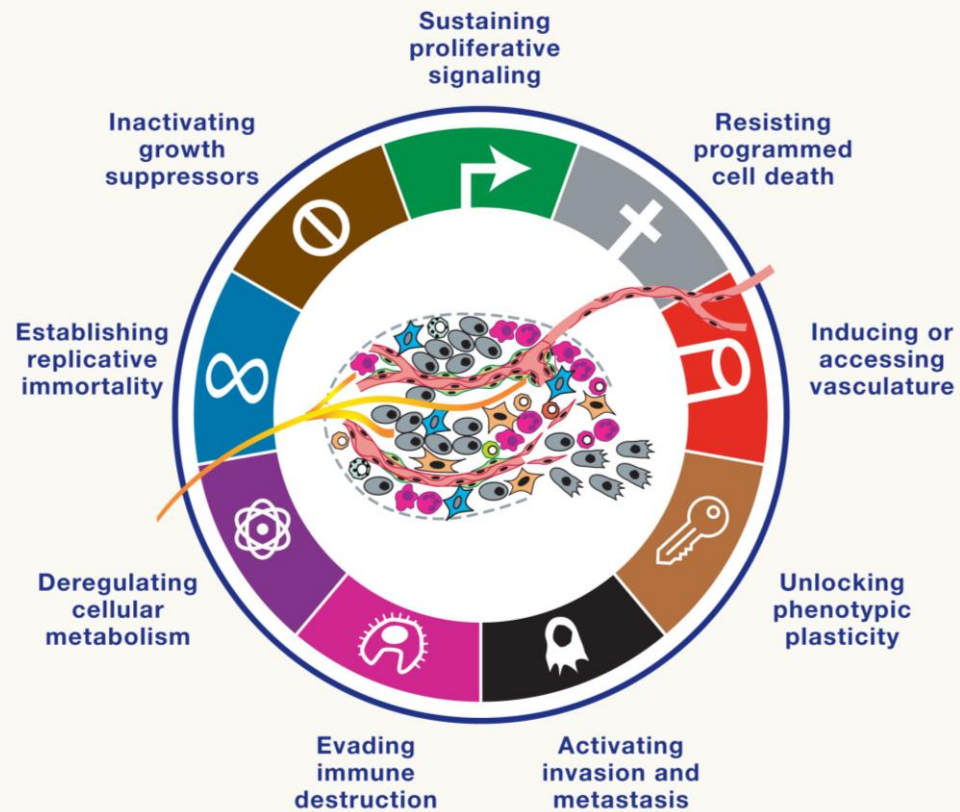 Sustaining
proliferative
signaling
Resisting
programmed
cell death
Inducing or
accessing
vasculature
Unlocking
phenotypic
plasticity
Activating
invasion and
metastasis
Evading
immune
destruction
Deregulating
cellular
metabolism
Establishing
replicative
immortality
Inactivating
growth
suppressors